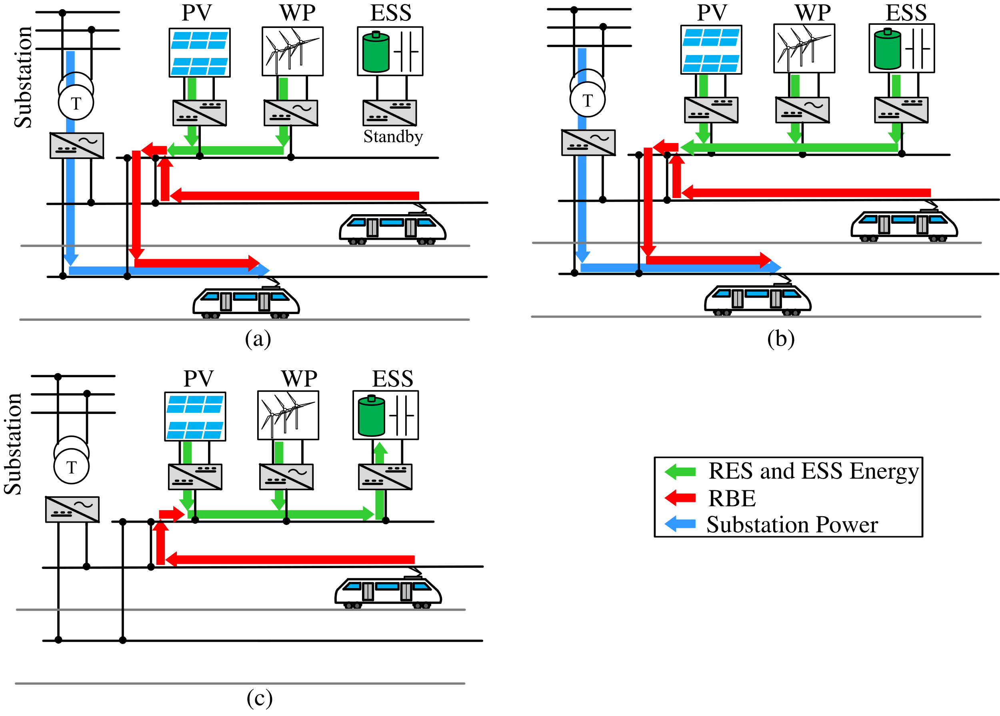 PV WP ESS
Substation
T
Standby
(a)
PV WP ESS
T
(b)
PV WP ESS
Substation
T
(c)
RES and ESS Energy
RBE
Substation Power